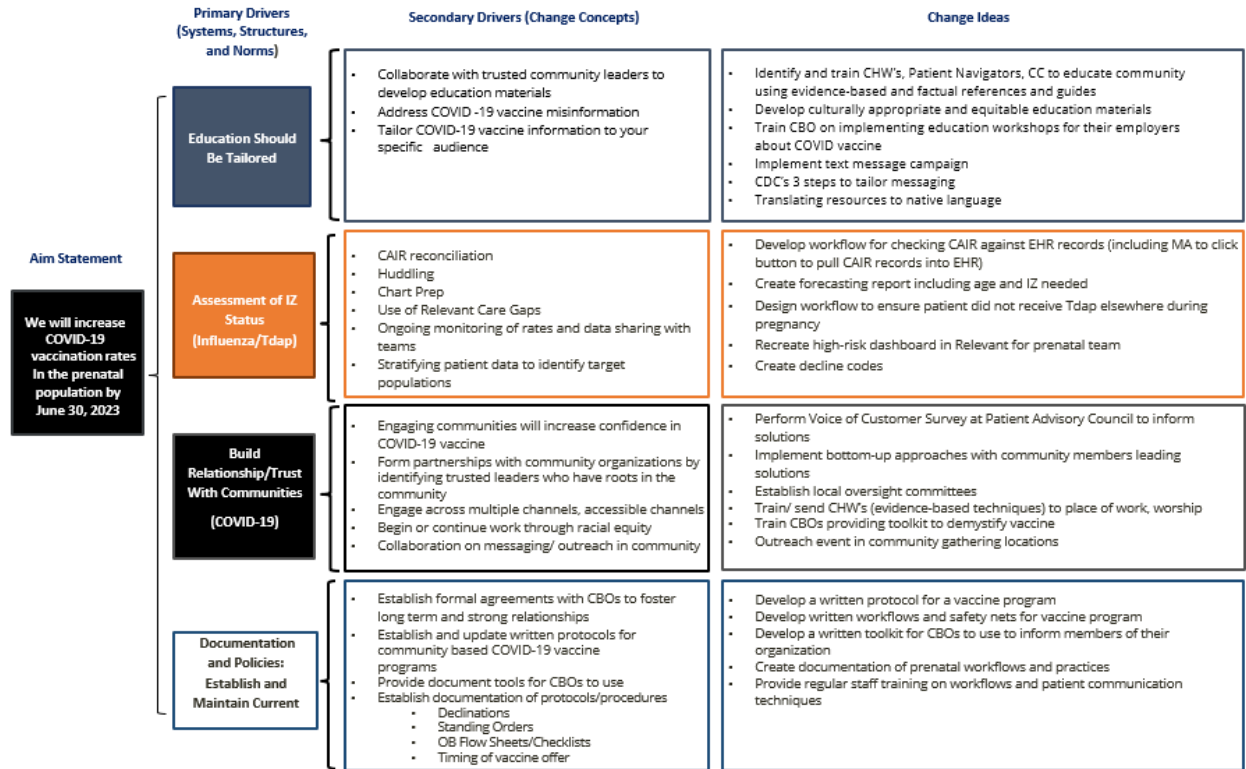 Primary Drivers
(Systems, Structures,
and Norms)
Secondary Drivers (Change Concepts)
Change Ideas
Aim Statement
We will increase
COVID-19
vaccination rates
In the prenatal
population by
June 30, 2023
Education Should
Be Tailored
• Collaborate with trusted community leaders to
develop education materials
• Address COVID -19 vaccine misinformation
• Tailor COVID-19 vaccine information to your
specific audience
• Identify and train CHW's, Patient Navigators, CC to educate community
using evidence-based and factual references and guides
• Develop culturally appropriate and equitable education materials
• Train CBO on implementing education workshops for their employers
about COVID vaccine
• Implement text message campaign
• CDC's 3 steps to tailor messaging
• Translating resources to native language
Assessment of IZ
Status
(Influenza/Tdap)
• CAIR reconciliation
• Huddling
• Chart Prep
• Use of Relevant Care Gaps
• Ongoing monitoring of rates and data sharing with
teams
• Stratifying patient data to identify target
populations
• Develop workflow for checking CAIR against EHR records (including MA to click
button to pull CAIR records into EHR)
• Create forecasting report including age and IZ needed
• Design workflow to ensure patient did not receive Tdap elsewhere during
pregnancy
• Recreate high-risk dashboard in Relevant for prenatal team
• Create decline codes
Build
Relationship/Trust
With Communities
(COVID-19)
• Engaging communities will increase confidence in
COVID-19 vaccine
• Form partnerships with community organizations by
identifying trusted leaders who have roots in the
community
• Engage across multiple channels, accessible channels
• Begin or continue work through racial equity
• Collaboration on messaging/ outreach in community
• Perform Voice of Customer Survey at Patient Advisory Council to inform
solutions
• Implement bottom-up approaches with community members leading
solutions
• Establish local oversight committees
• Train/ send CHW's (evidence-based techniques) to place of work, worship
• Train CBOs providing toolkit to demystify vaccine
• Outreach event in community gathering locations
Documentation
and Policies:
Establish and
Maintain Current
• Establish formal agreements with CBOs to foster
long term and strong relationships
• Establish and update written protocols for
community based COVID-19 vaccine
programs
• Provide document tools for CBOs to use
• Establish documentation of protocols/procedures
• Declinations
• Standing Orders
• OB Flow Sheets/Checklists
• Timing of vaccine offer
• Develop a written protocol for a vaccine program
• Develop written workflows and safety nets for vaccine program
• Develop a written toolkit for CBOs to use to inform members of their
organization
• Create documentation of prenatal workflows and practices
• Provide regular staff training on workflows and patient communication
techniques